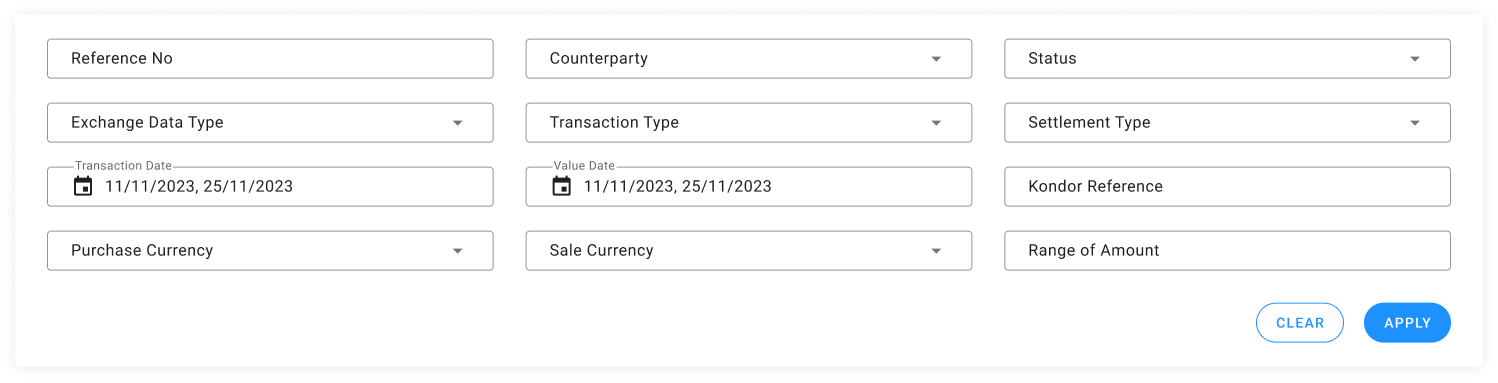 Reference No
Counterparty
Status
Exchange Data Type
Transaction Type
Settlement Type
Transaction Date
11/11/2023, 25/11/2023
Value Date
11/11/2023, 25/11/2023
Kondor Reference
Purchase Currency
Sale Currency
Range of Amount
CLEAR
APPLY